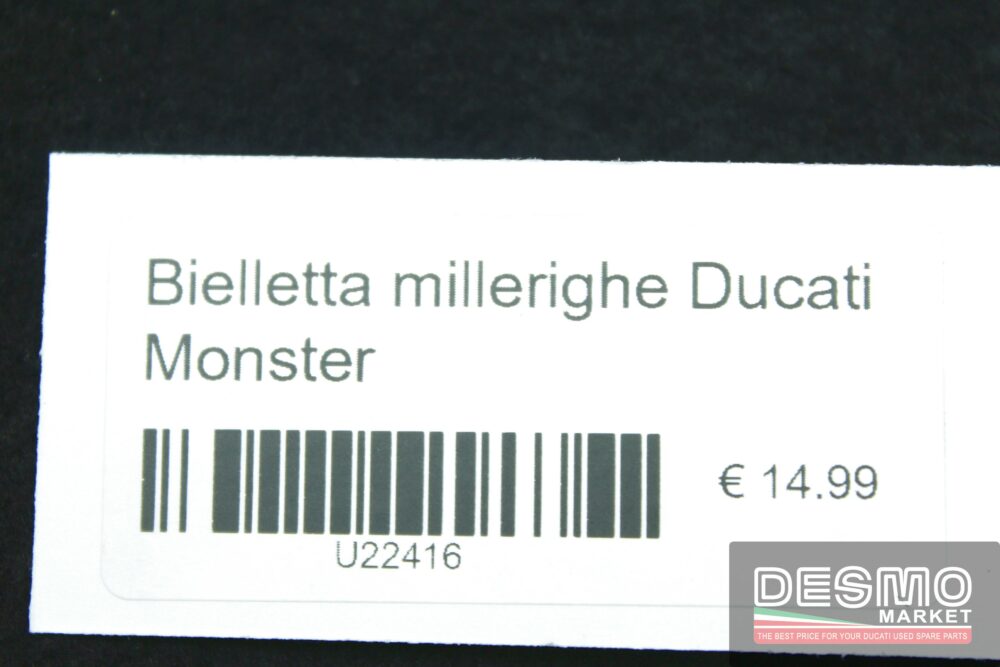 Bielletta millerighe Ducati
Monster
€ 14.99
U22416
DESMO
MARKET
THE BEST PRICE FOR YOUR DUCATI USED SPARE PARTS